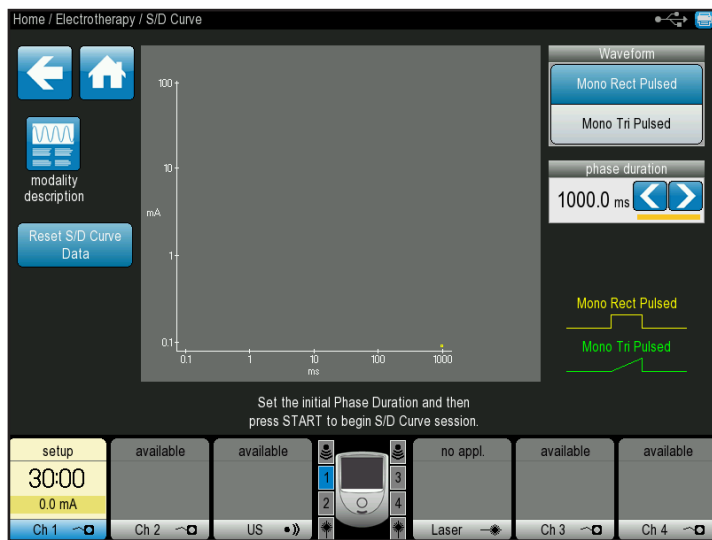 Home / Electrotherapy / S/D Curve
Waveform
Mono Rect Pulsed
Mono Tri Pulsed
phase duration
1000.0 ms
modality
description
Reset S/D Curve
Data
100
10
mA
1
0.1
0.1
1
10
100
1000
ms
Mono Rect Pulsed
Mono Tri Pulsed
Set the initial Phase Duration and then
press START to begin S/D Curve session.
setup
30:00
0.0 mA
Ch 1
available
Ch 2
available
US
1
2
3
4
no appl.
Laser
available
Ch 3
available
Ch 4